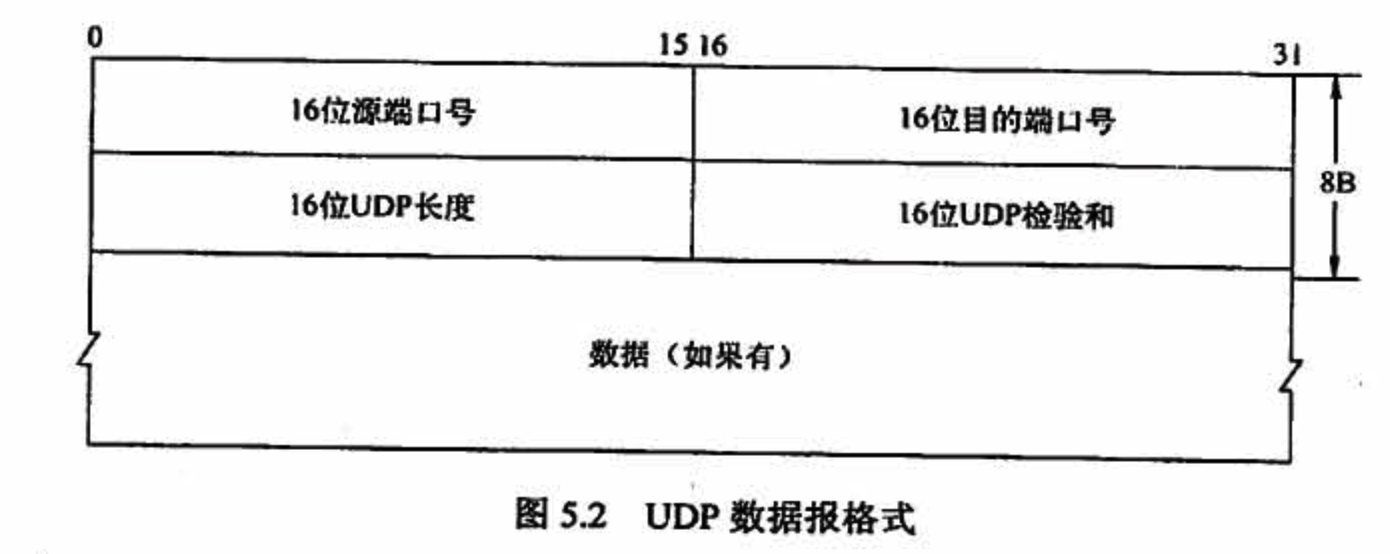 0 15 16 31
16位源端口号 16位目的端口号
8B
16位UDP长度 16位UDP检验和
数据（如果有）
图 5.2 UDP 数据报格式